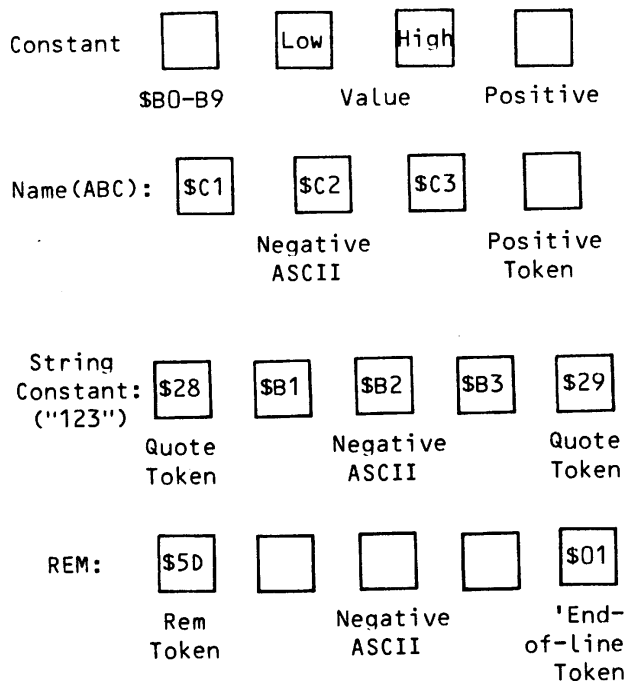 Constant Low High
$B0-B9 Value Positive
Name(ABC): $C1 $C2 $C3
Negative Positive
ASCII Token
String
Constant: $28 $B1 $B2 $B3 $29
("123")
Quote Negative Quote
Token ASCII Token
REM: $5D $01
Rem Negative 'End-
Token ASCII of-line
Token